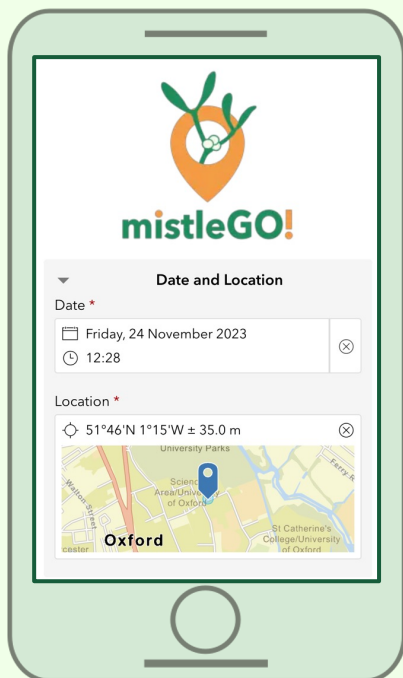 mistleGO!
Date and Location
Date *
Friday, 24 November 2023
12:28
Location *
51°46'N 1°15'W ± 35.0 m
University Parks
Ferry R
Walton Street
Science
Area/University
of Oxford
St Catherine's
College/University
of Oxford
Oxford
cester